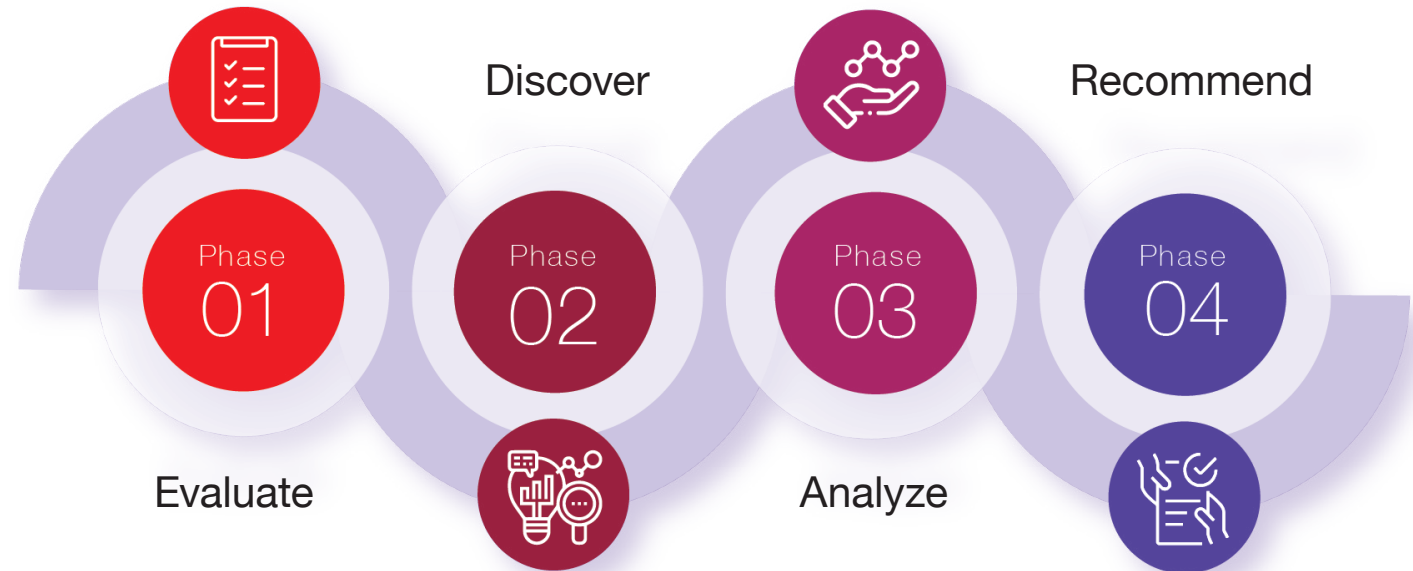 Discover
Recommend
Phase
01
Phase
02
Phase
03
Phase
04
Evaluate
Analyze